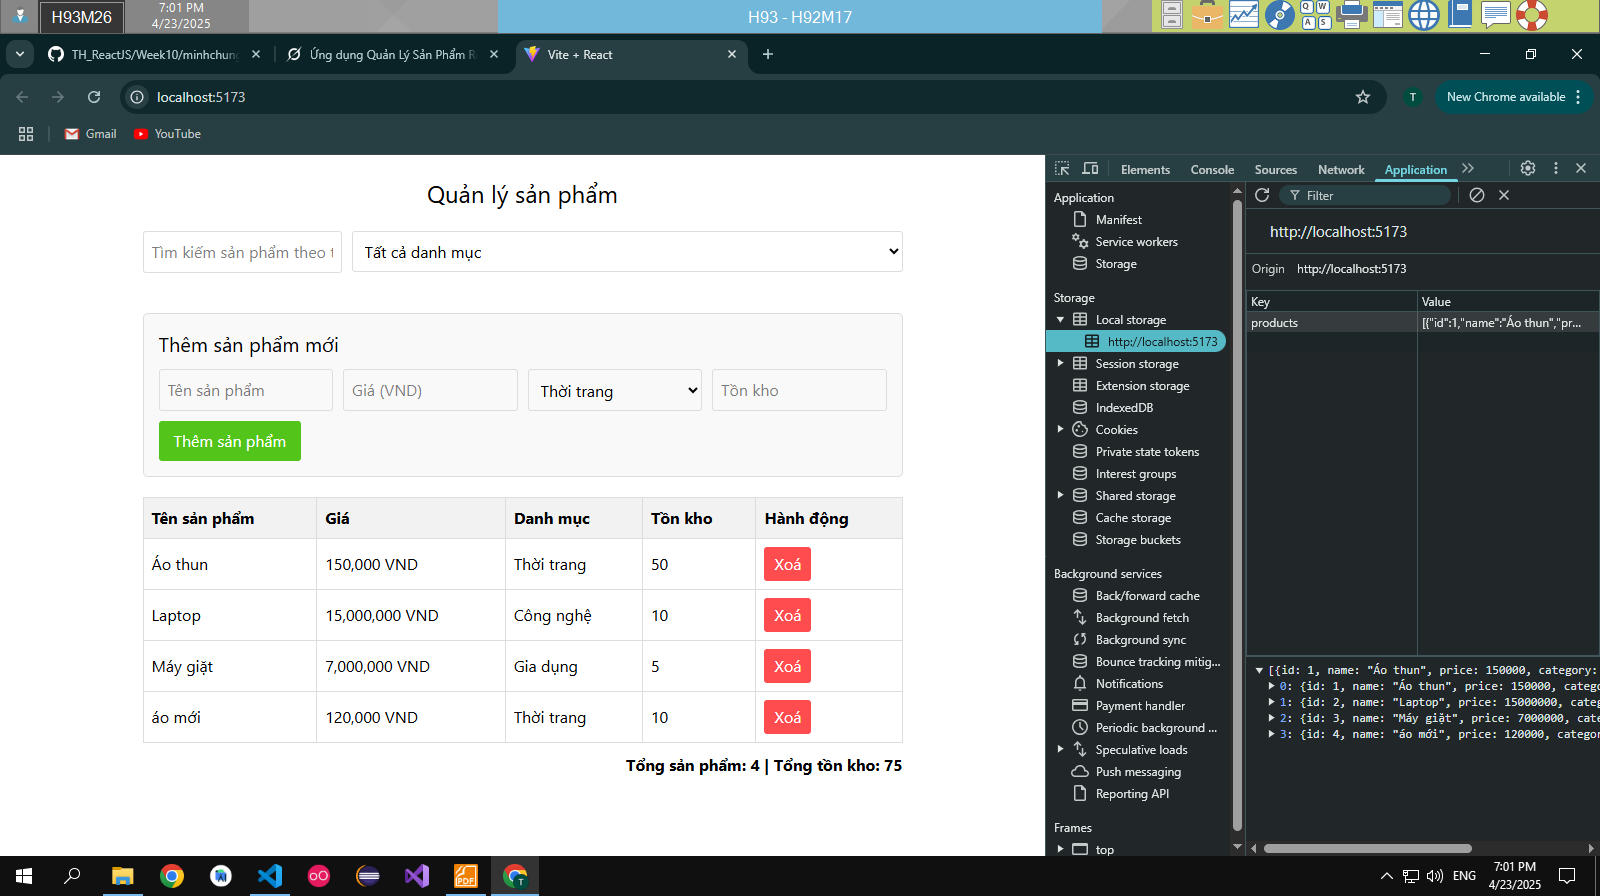 H93M26
7:01 PM
4/23/2025
H93 - H92M17
Q W
A S
TH_ReactJS/Week10/minhchung
Ứng dụng Quản Lý Sản Phẩm R
Vite + React
localhost:5173
T
New Chrome available
Gmail
YouTube
Quản lý sản phẩm
Tìm kiếm sản phẩm theo t
Tất cả danh mục
Thêm sản phẩm mới
Tên sản phẩm
Giá (VND)
Thời trang
Tồn kho
Thêm sản phẩm
Tên sản phẩm Giá Danh mục Tồn kho Hành động
Áo thun 150,000 VND Thời trang 50 Xoá
Laptop 15,000,000 VND Công nghệ 10 Xoá
Máy giặt 7,000,000 VND Gia dụng 5 Xoá
áo mới 120,000 VND Thời trang 10 Xoá
Tổng sản phẩm: 4 | Tổng tồn kho: 75
Elements Console Sources Network Application
Application
Manifest
Service workers
Storage
Storage
Local storage
http://localhost:5173
Session storage
Extension storage
IndexedDB
Cookies
Private state tokens
Interest groups
Shared storage
Cache storage
Storage buckets
Background services
Back/forward cache
Background fetch
Background sync
Bounce tracking mitig...
Notifications
Payment handler
Periodic background ...
Speculative loads
Push messaging
Reporting API
Frames
top
Filter
http://localhost:5173
Origin http://localhost:5173
Key Value
products [{"id":1,"name":"Áo thun","pr...
[{id: 1, name: "Áo thun", price: 150000, category:
0: {id: 1, name: "Áo thun", price: 150000, catego
1: {id: 2, name: "Laptop", price: 15000000, categ
2: {id: 3, name: "Máy giặt", price: 7000000, cate
3: {id: 4, name: "áo mới", price: 120000, categor
PDF
T
ENG
7:01 PM
4/23/2025